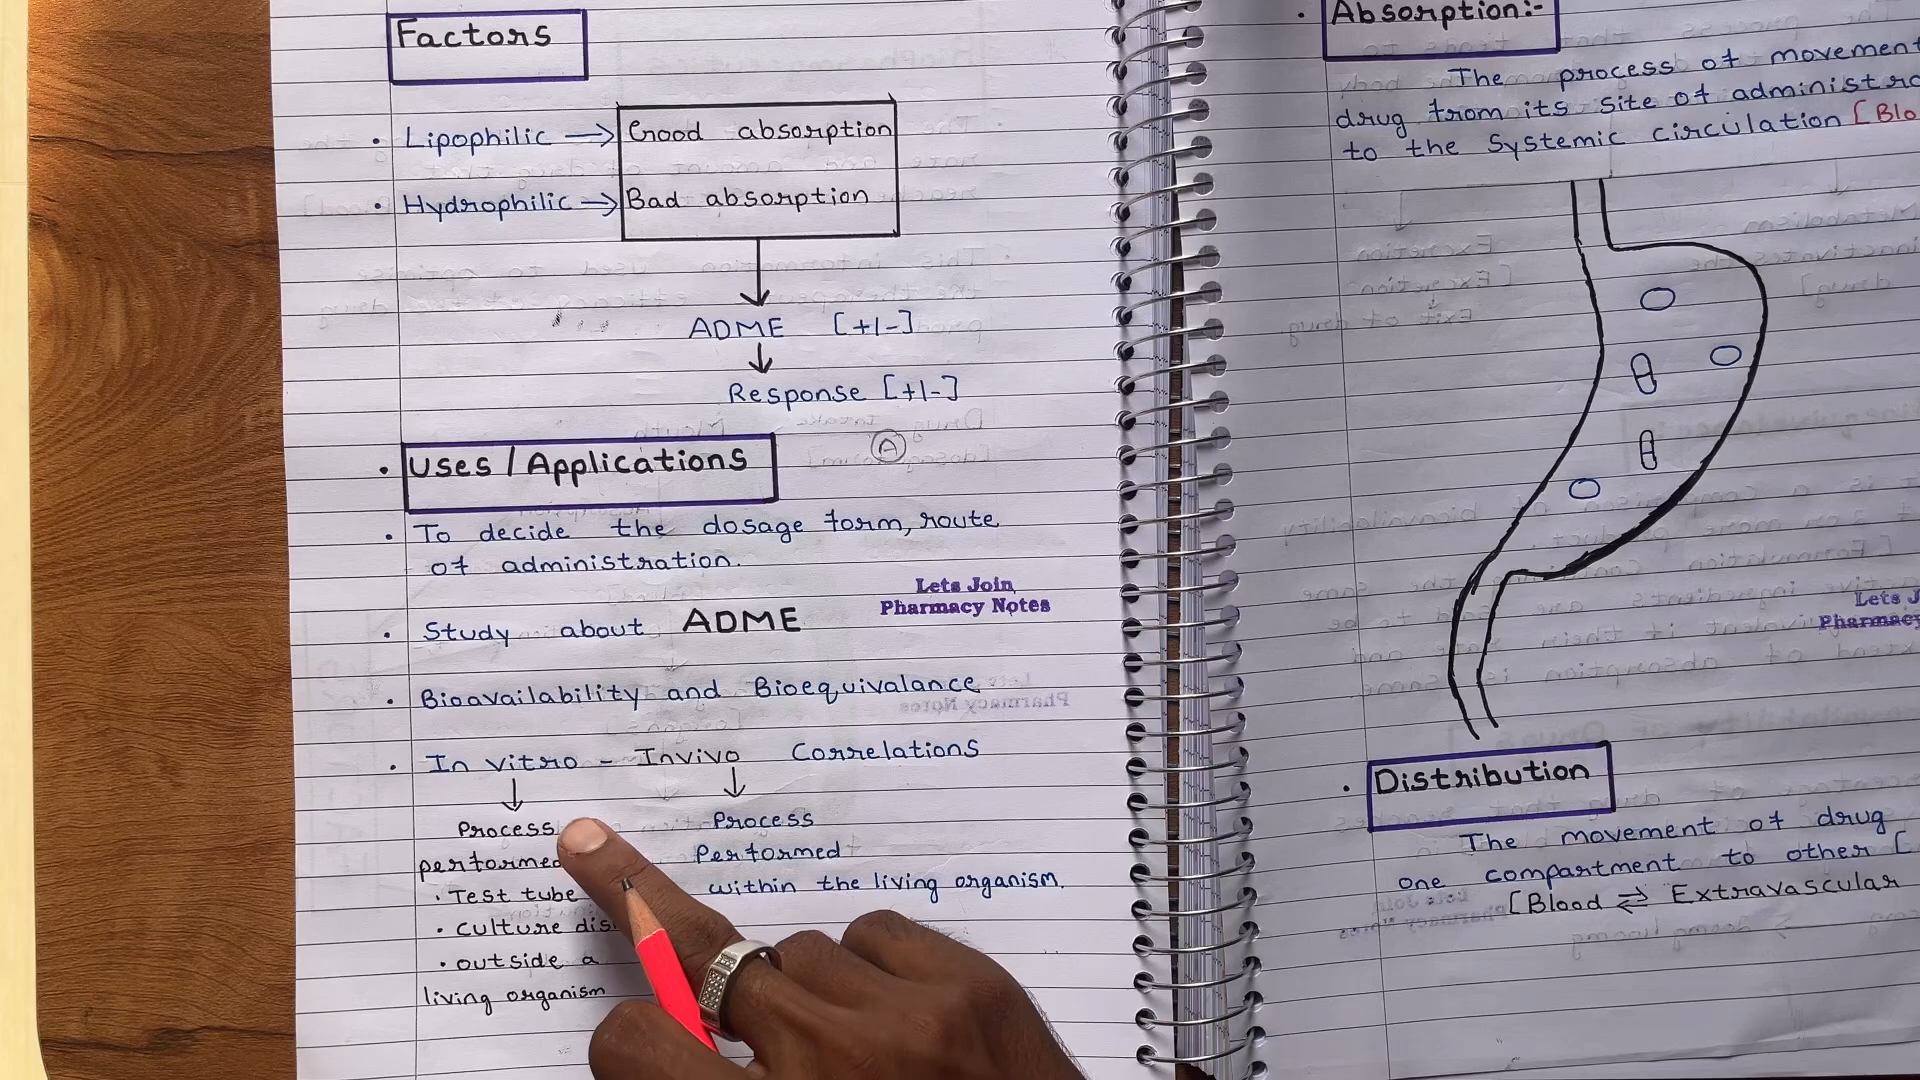 Factors
• Lipophilic → Good absorption
• Hydrophilic → Bad absorption
ADME [+/-]
Response [+/-]
• Uses / Applications
A
• To decide the dosage form, route
of administration.
Lets Join
Pharmacy Notes
• Study about ADME
• Bioavailability and Bioequivalance
• In vitro - Invivo Correlations
Process
performed
• Test tube
• culture
• outside a
living organism
Process
Performed
within the living organism.
• Absorption:-
The process of movement
drug from its site of
to the Systemic circulation
Lets
• Distribution
The movement of drug
one compartment to other [
[Blood ⇄ Extravascular